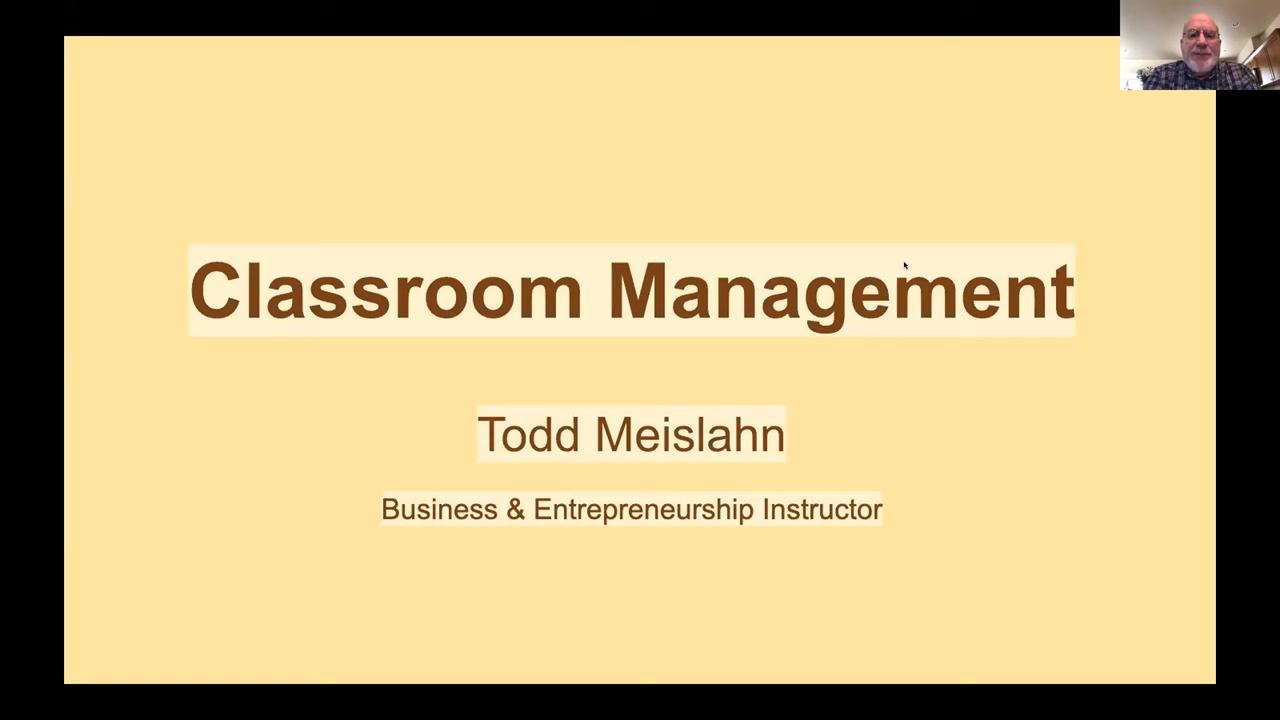 Classroom Management
Todd Meislahn
Business & Entrepreneurship Instructor